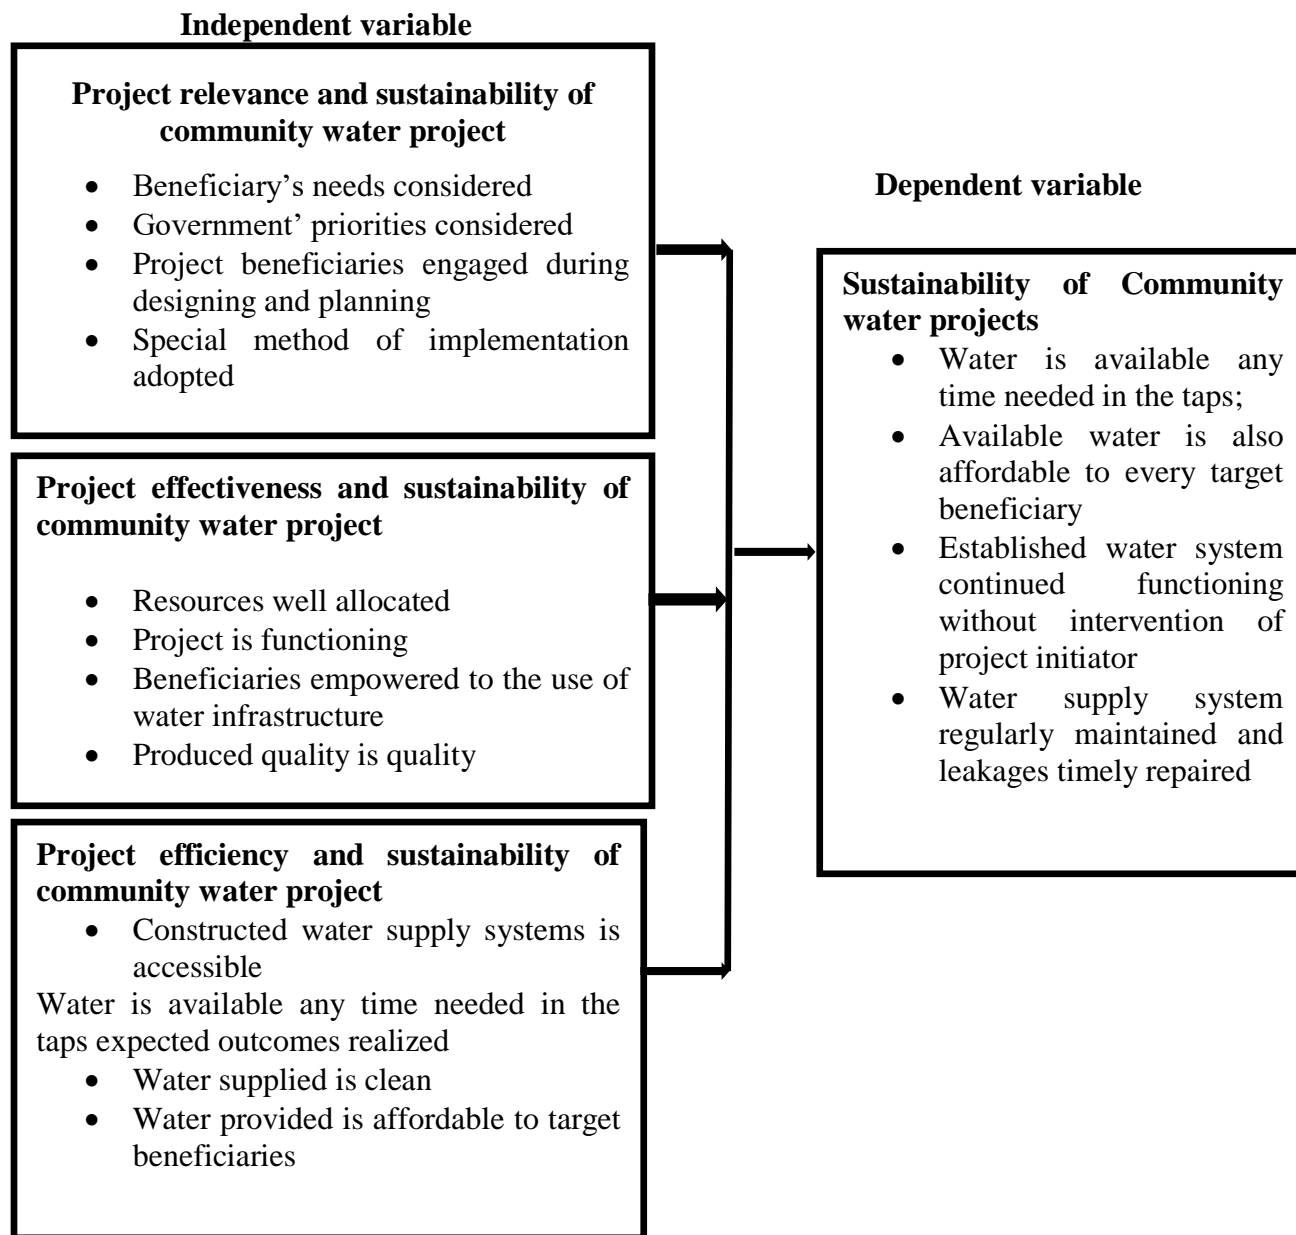 Independent variable
Project relevance and sustainability of
community water project
• Beneficiary's needs considered
• Government' priorities considered
• Project beneficiaries engaged during
designing and planning
• Special method of implementation
adopted
Project effectiveness and sustainability of
community water project
• Resources well allocated
• Project is functioning
• Beneficiaries empowered to the use of
water infrastructure
• Produced quality is quality
Project efficiency and sustainability of
community water project
• Constructed water supply systems is
accessible
Water is available any time needed in the
taps expected outcomes realized
• Water supplied is clean
• Water provided is affordable to target
beneficiaries
Dependent variable
Sustainability of Community
water projects
• Water is available any
time needed in the taps;
• Available water is also
affordable to every target
beneficiary
• Established water system
continued functioning
without intervention of
project initiator
• Water supply system
regularly maintained and
leakages timely repaired